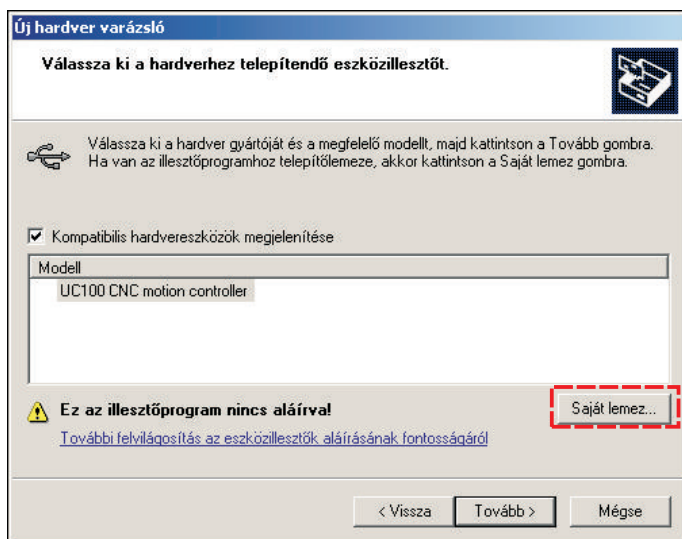 Új hardver varázsló
Válassza ki a hardverhez telepítendő eszközillesztőt.
Válassza ki a hardver gyártóját és a megfelelő modellt, majd kattintson a Tovább gombra.
Ha van az illesztőprogramhoz telepítőlemeze, akkor kattintson a Saját lemez gombra.
Kompatibilis hardvereszközök megjelenítése
Modell
UC100 CNC motion controller
Ez az illesztőprogram nincs aláírva!
Saját lemez...
További felvilágosítás az eszközillesztők aláírásának fontosságáról
< Vissza
Tovább >
Mégse